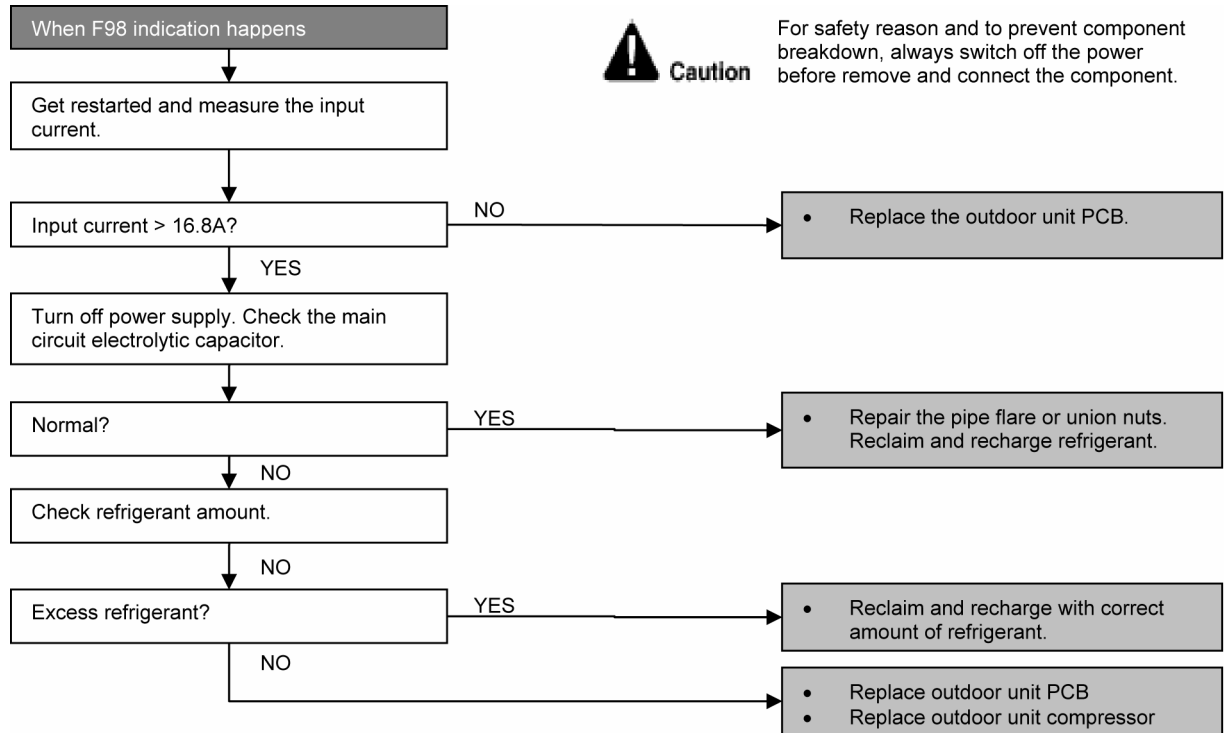 When F98 indication happens
Caution
For safety reason and to prevent component
breakdown, always switch off the power
before remove and connect the component.
Get restarted and measure the input
current.
Input current > 16.8A?
NO
• Replace the outdoor unit PCB.
YES
Turn off power supply. Check the main
circuit electrolytic capacitor.
Normal?
YES
• Repair the pipe flare or union nuts.
Reclaim and recharge refrigerant.
NO
Check refrigerant amount.
NO
Excess refrigerant?
YES
• Reclaim and recharge with correct
amount of refrigerant.
NO
• Replace outdoor unit PCB
• Replace outdoor unit compressor